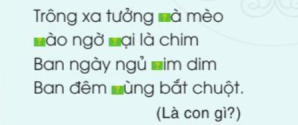 Trông xa tưởng ?à mèo
?ào ngờ ?ại là chim
Ban ngày ngủ ?im dim
Ban đêm ?ùng bắt chuột.
(Là con gì?)